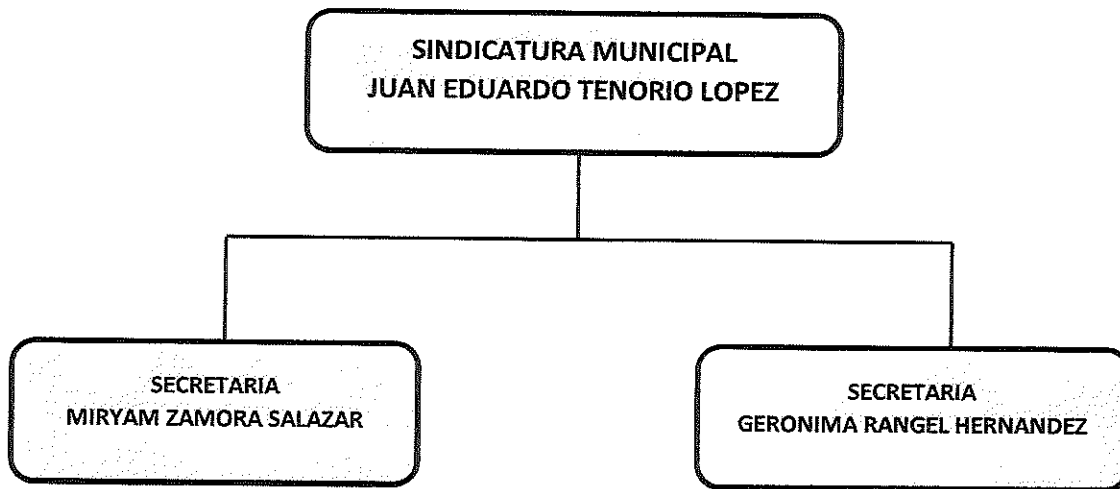 SINDICATURA MUNICIPAL
JUAN EDUARDO TENORIO LOPEZ
SECRETARIA
MIRYAM ZAMORA SALAZAR
SECRETARIA
GERONIMA RANGEL HERNANDEZ